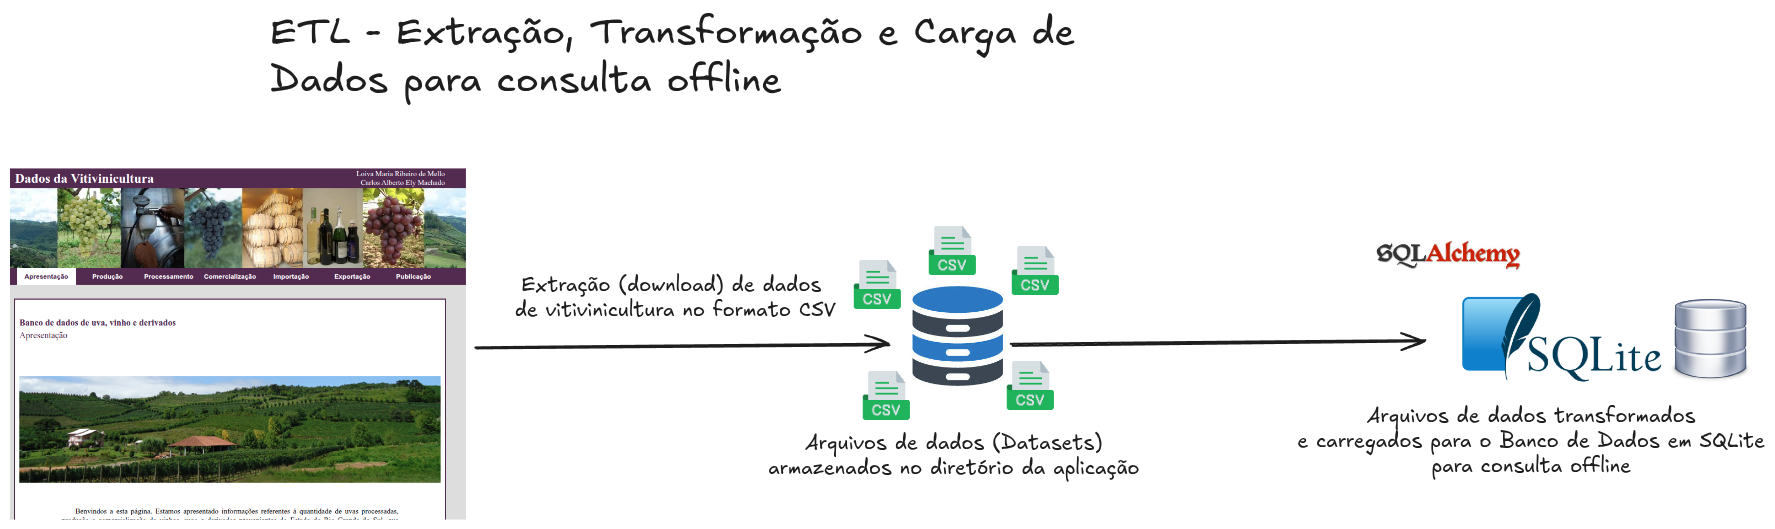 ETL - Extração, Transformação e Carga de
Dados para consulta offline
Dados da Vitivinicultura
Loiva Maria Ribeiro de Mello
Carlos Alberto Ely Machado
Apresentação Produção Processamento Comercialização Importação Exportação Publicação
Banco de dados de uva, vinho e derivados
Apresentação
Benvindos a esta página. Estamos apresentado informações referentes à quantidade de uvas processadas,
Extração (download) de dados
de vitivinicultura no formato CSV
CSV
CSV
CSV
CSV
CSV
Arquivos de dados (Datasets)
armazenados no diretório da aplicação
SQLAlchemy
SQLite
Arquivos de dados transformados
e carregados para o Banco de Dados em SQLite
para consulta offline